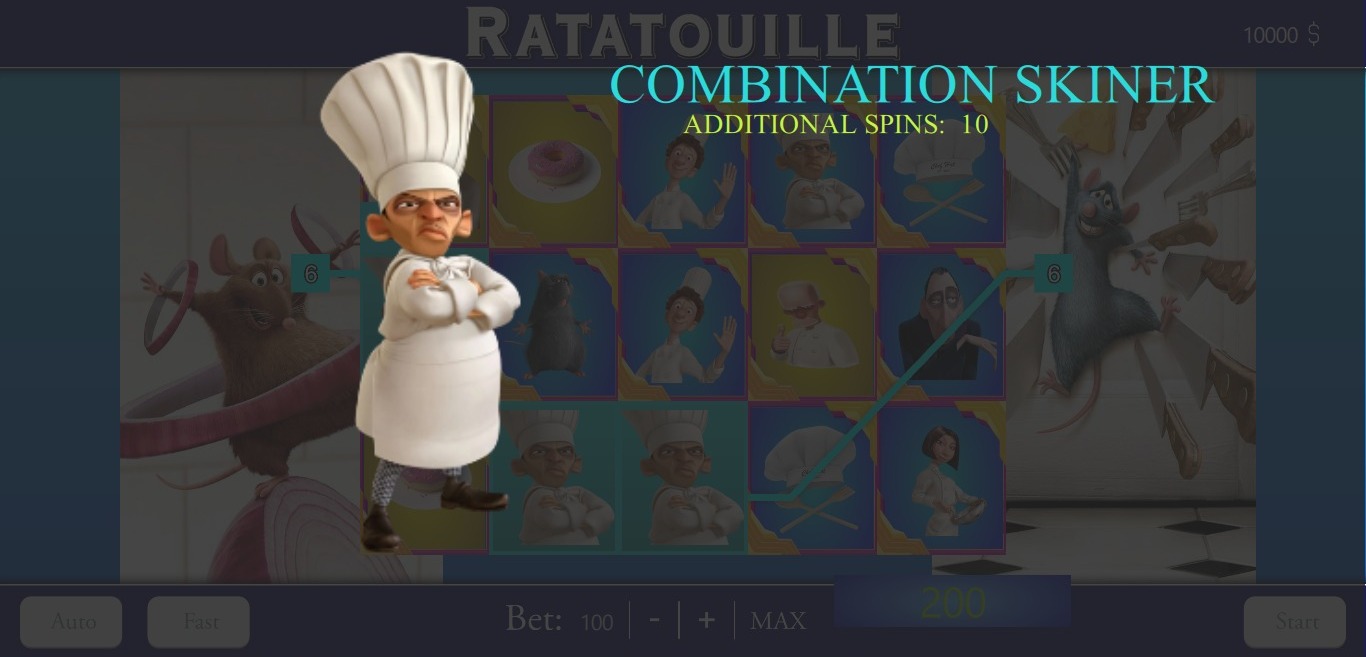 RATATOUILLE
10000 $
COMBINATION SKINER
ADDITIONAL SPINS: 10
6
6
Auto
Fast
Bet: 100 - + MAX
200
Start